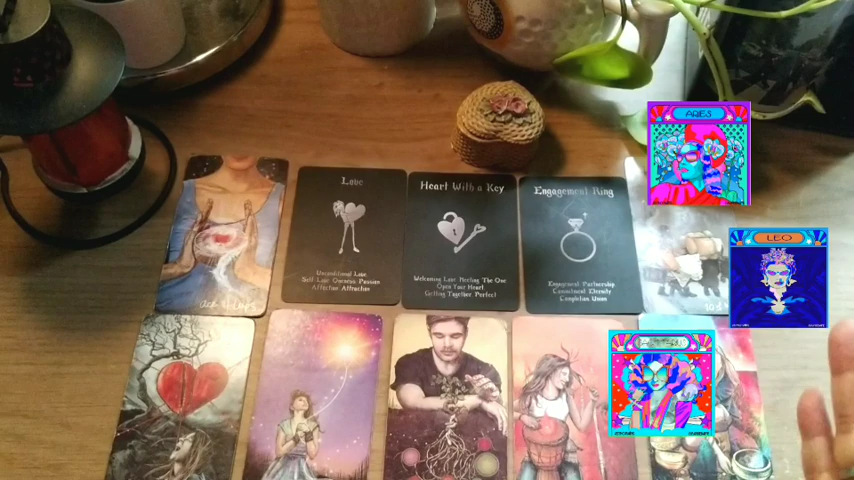 ARIES
Love
Heart With a Key
Engagement Ring
LEO
Unconditional Love
Self Love Oneness Passion
Affection Attraction
Welcoming Love Meeting The One
Open Your Heart
Getting Together, Perfect
Engagement Partnership
Commitment Eternity
Completion Union
ace of cups